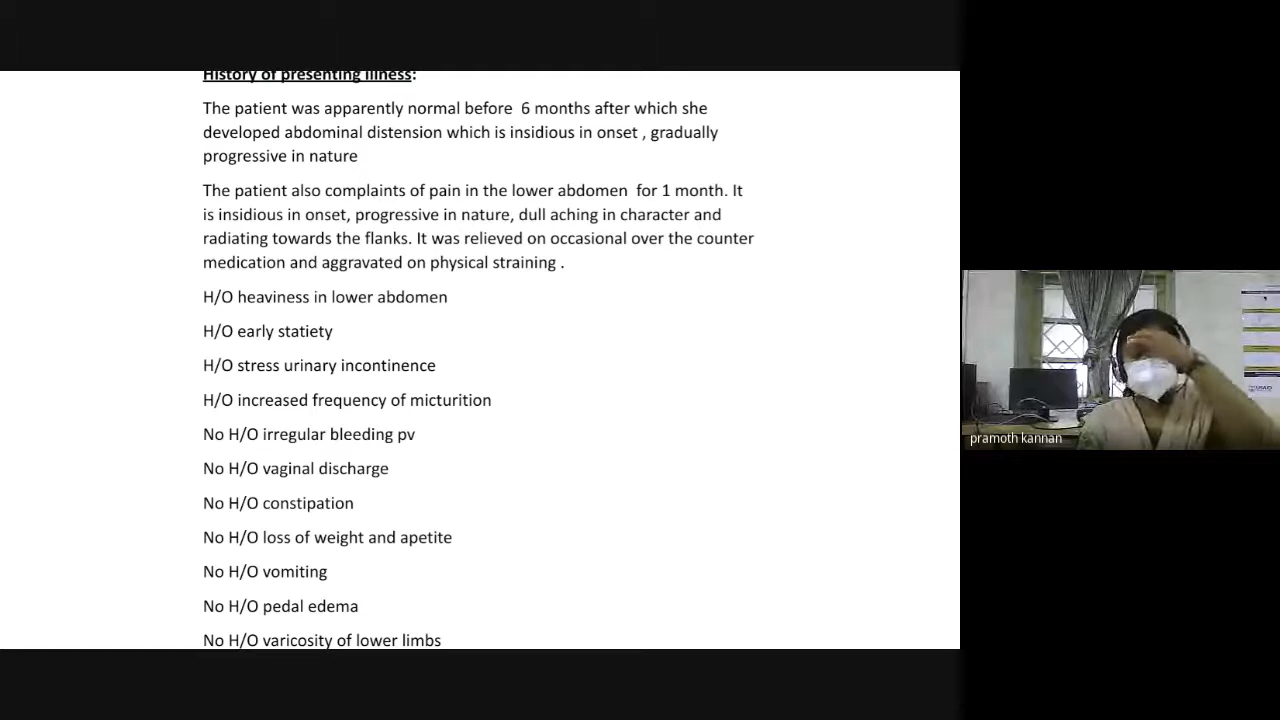 History of presenting illness:
The patient was apparently normal before 6 months after which she
developed abdominal distension which is insidious in onset , gradually
progressive in nature
The patient also complaints of pain in the lower abdomen for 1 month. It
is insidious in onset, progressive in nature, dull aching in character and
radiating towards the flanks. It was relieved on occasional over the counter
medication and aggravated on physical straining .
H/O heaviness in lower abdomen
H/O early statiety
H/O stress urinary incontinence
H/O increased frequency of micturition
No H/O irregular bleeding pv
No H/O vaginal discharge
No H/O constipation
No H/O loss of weight and apetite
No H/O vomiting
No H/O pedal edema
No H/O varicosity of lower limbs
pramoth kannan